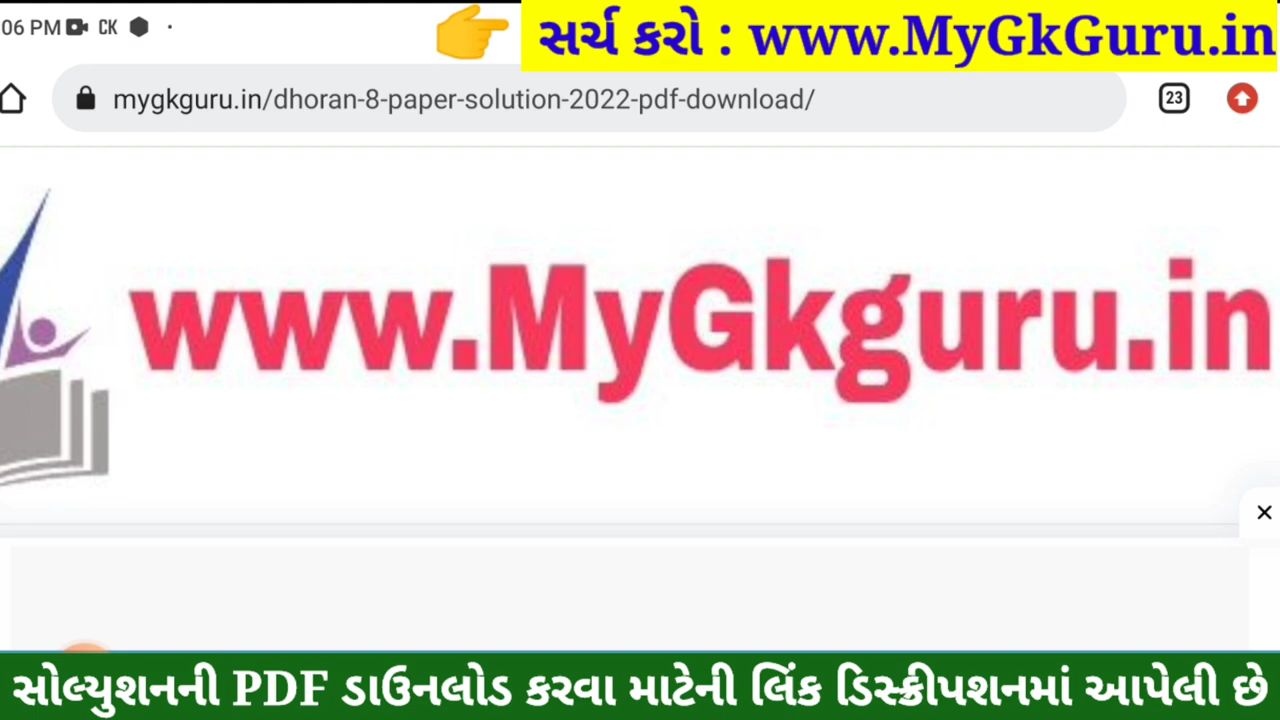 06 PM CK
સર્ચ કરો : www.MyGkGuru.in
mygkguru.in/dhoran-8-paper-solution-2022-pdf-download/
23
www.MyGkguru.in
સોલ્યુશનની PDF ડાઉનલોડ કરવા માટેની લિંક ડિસ્ક્રીપશનમાં આપેલી છે